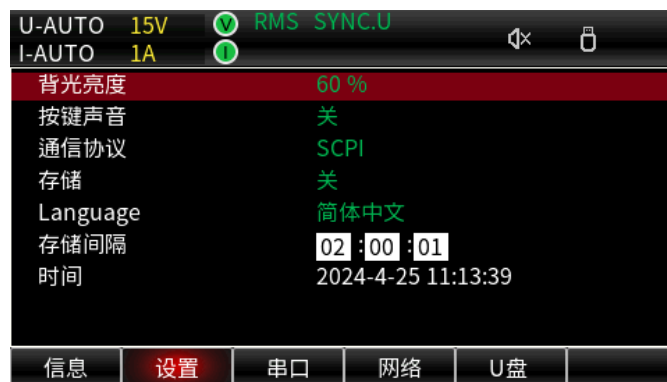 U-AUTO 15V V RMS SYNC.U
I-AUTO 1A I
背光亮度 60 %
按键声音 关
通信协议 SCPI
存储 关
Language 简体中文
存储间隔 02 :00 :01
时间 2024-4-25 11:13:39
信息 设置 串口 网络 U盘